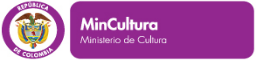 REPÚBLICA
DE COLOMBIA
MinCultura
Ministerio de Cultura